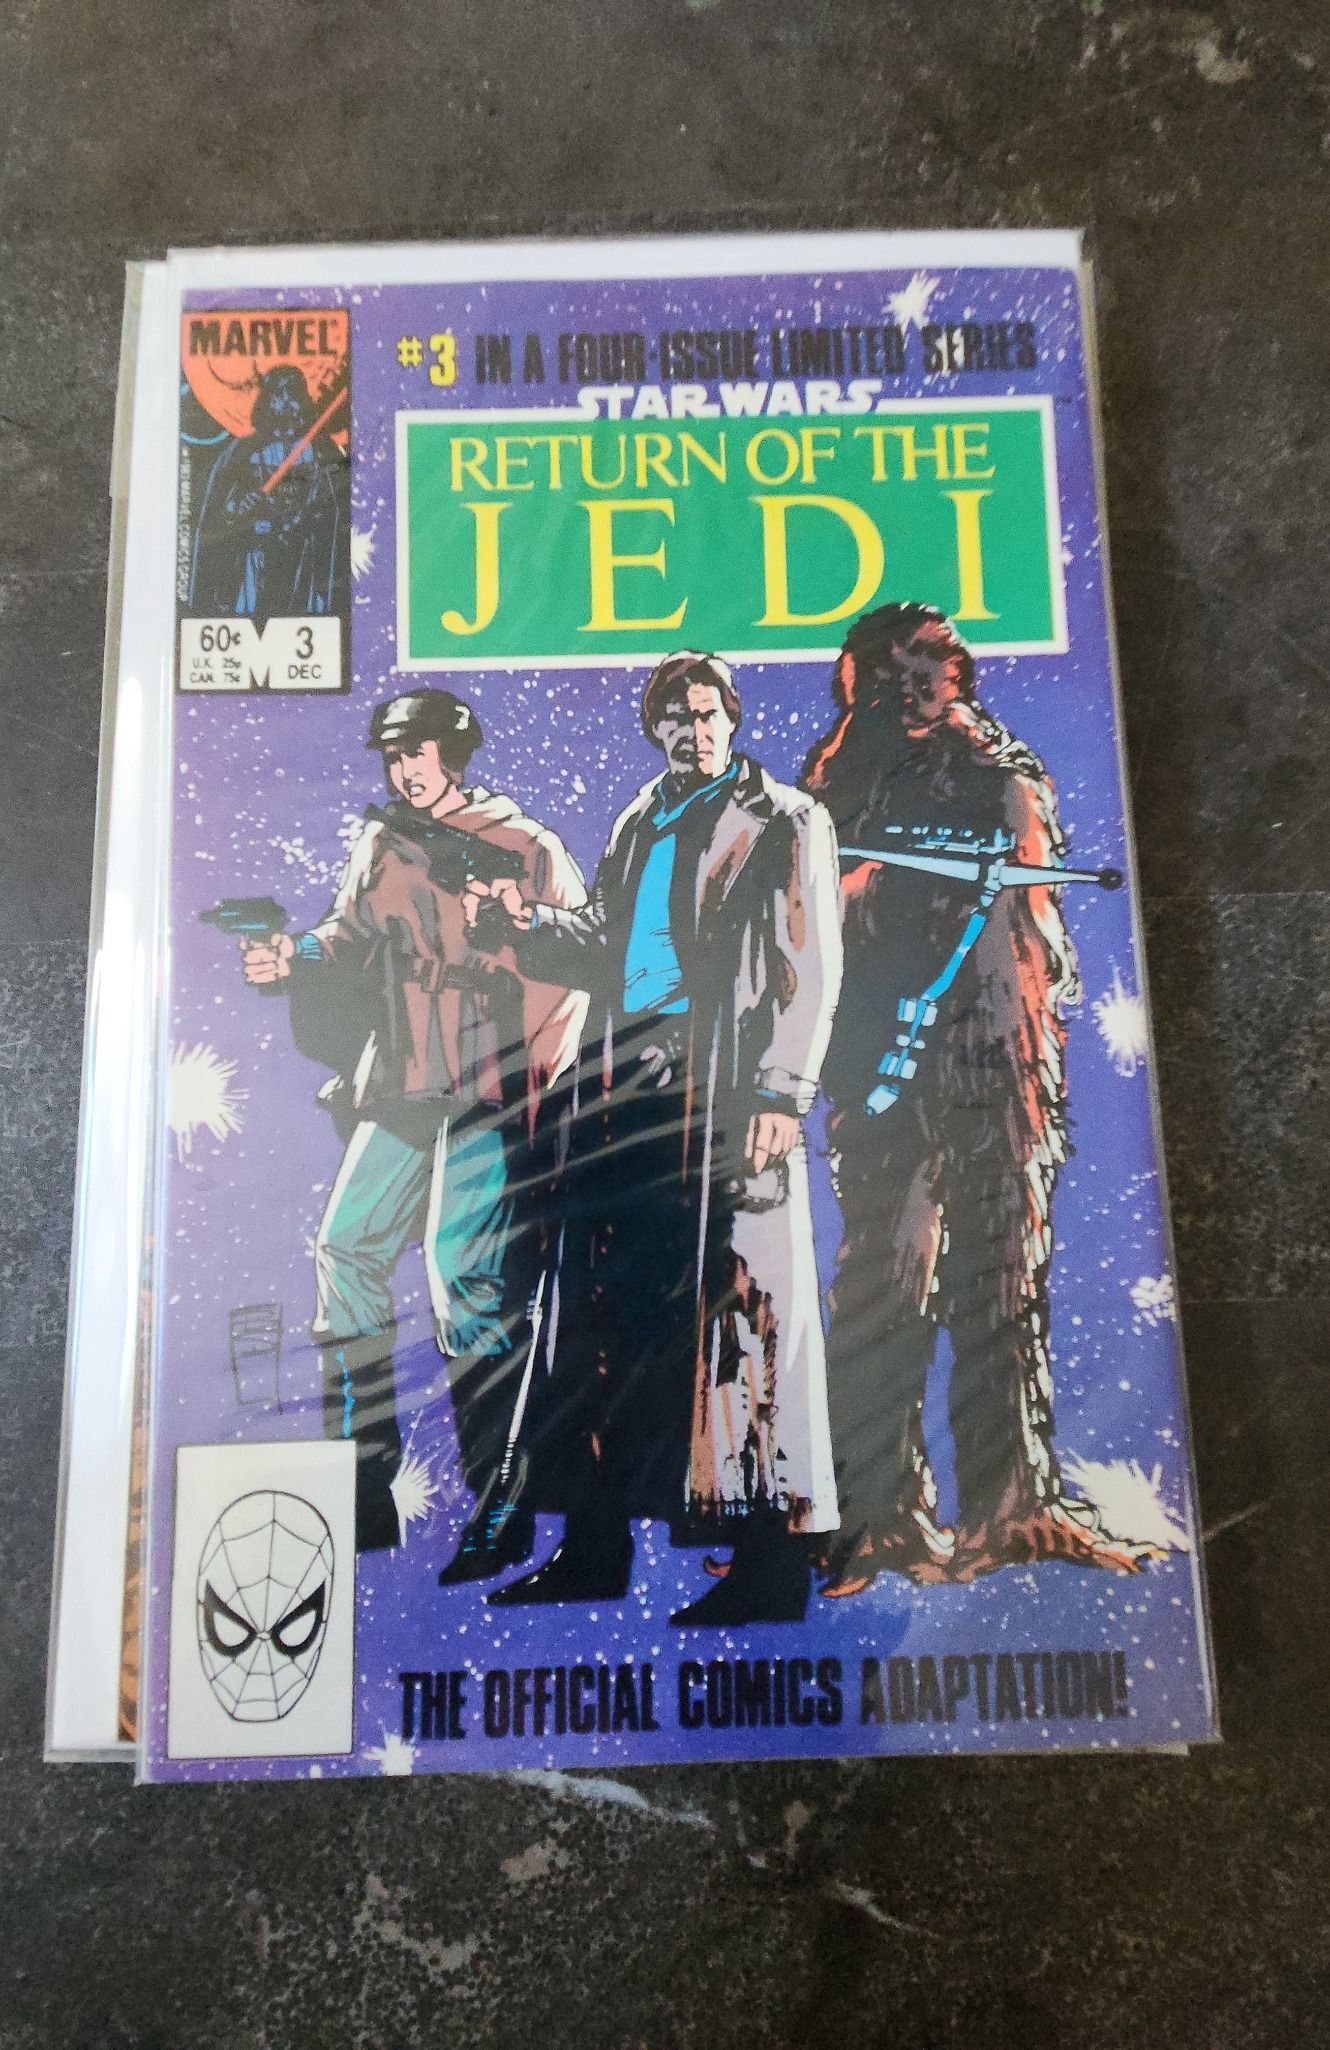 MARVEL
#3 IN A FOUR-ISSUE LIMITED SERIES
STAR WARS
RETURN OF THE
JEDI
60¢
U.K. 25p
CAN. 75¢
3
DEC
THE OFFICIAL COMICS ADAPTATION!